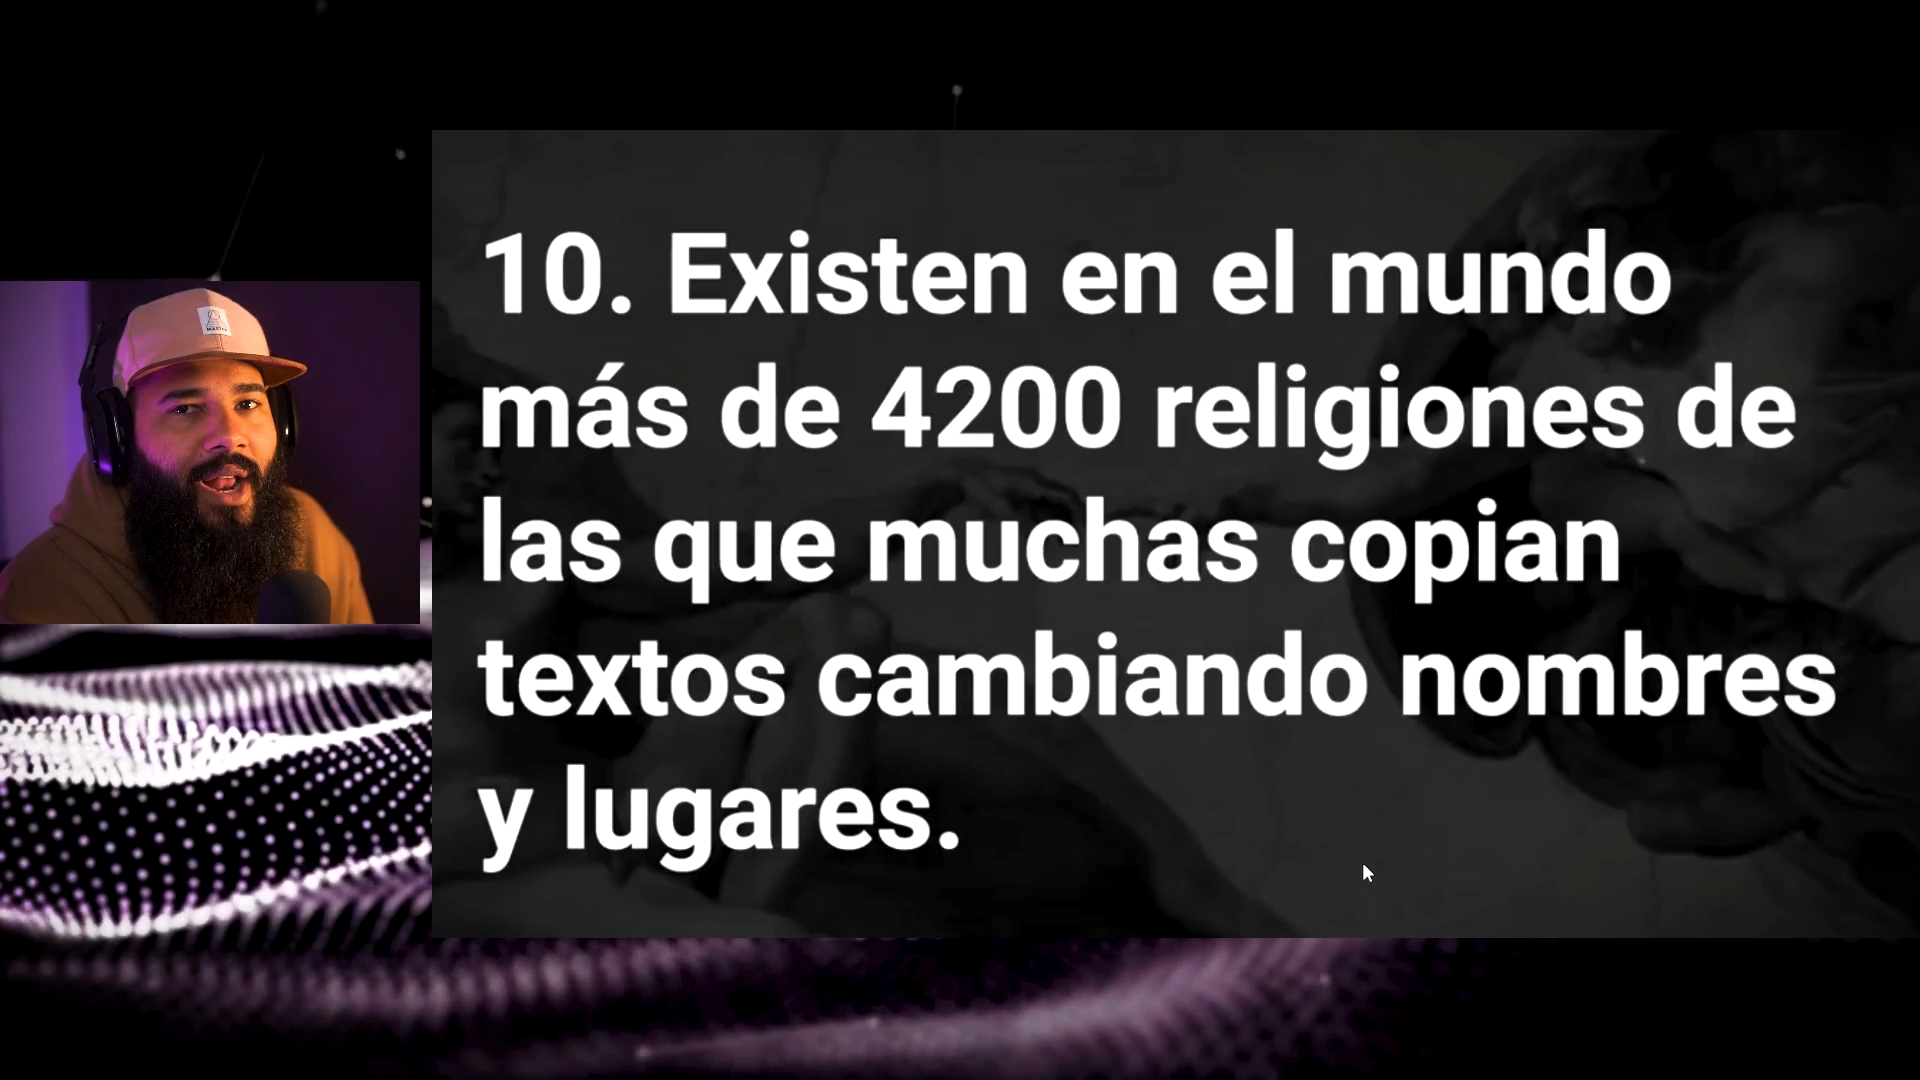 10. Existen en el mundo
más de 4200 religiones de
las que muchas copian
textos cambiando nombres
y lugares.